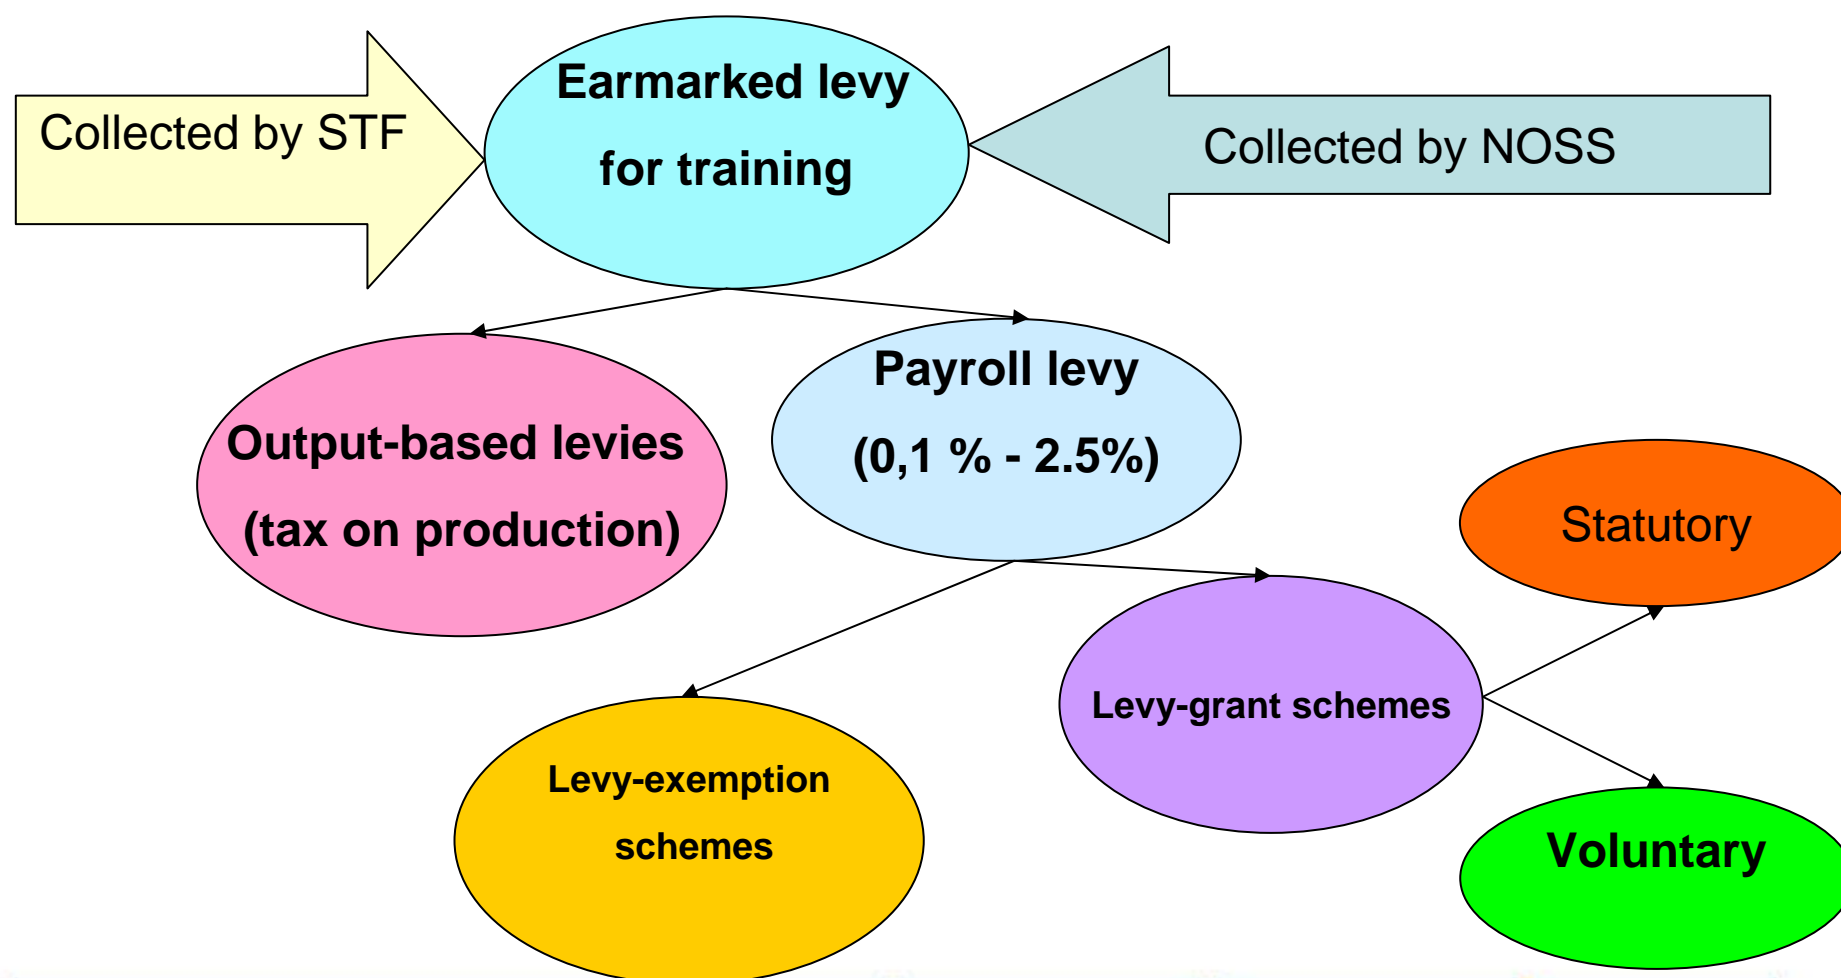 Earmarked levy
for training
Collected by STF
Collected by NOSS
Payroll levy
(0,1 % - 2.5%)
Output-based levies
(tax on production)
Statutory
Levy-grant schemes
Levy-exemption
schemes
Voluntary